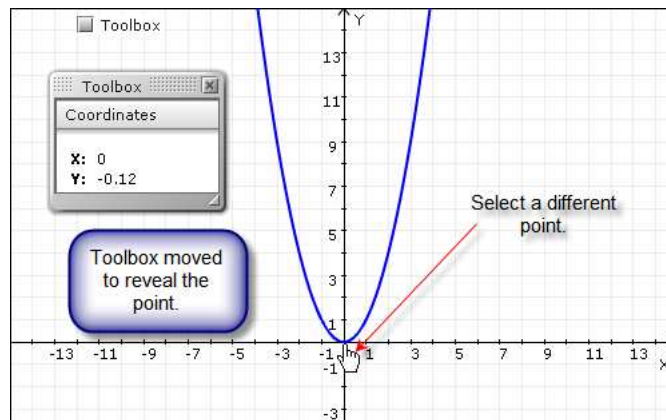 Toolbox
Y
13
11
9
7
5
3
1
-1
-3
Toolbox
Coordinates
X: 0
Y: -0.12
Select a different
point.
Toolbox moved
to reveal the
point.
-13 -11 -9 -7 -5 -3 -1 1 3 5 7 9 11 13
X